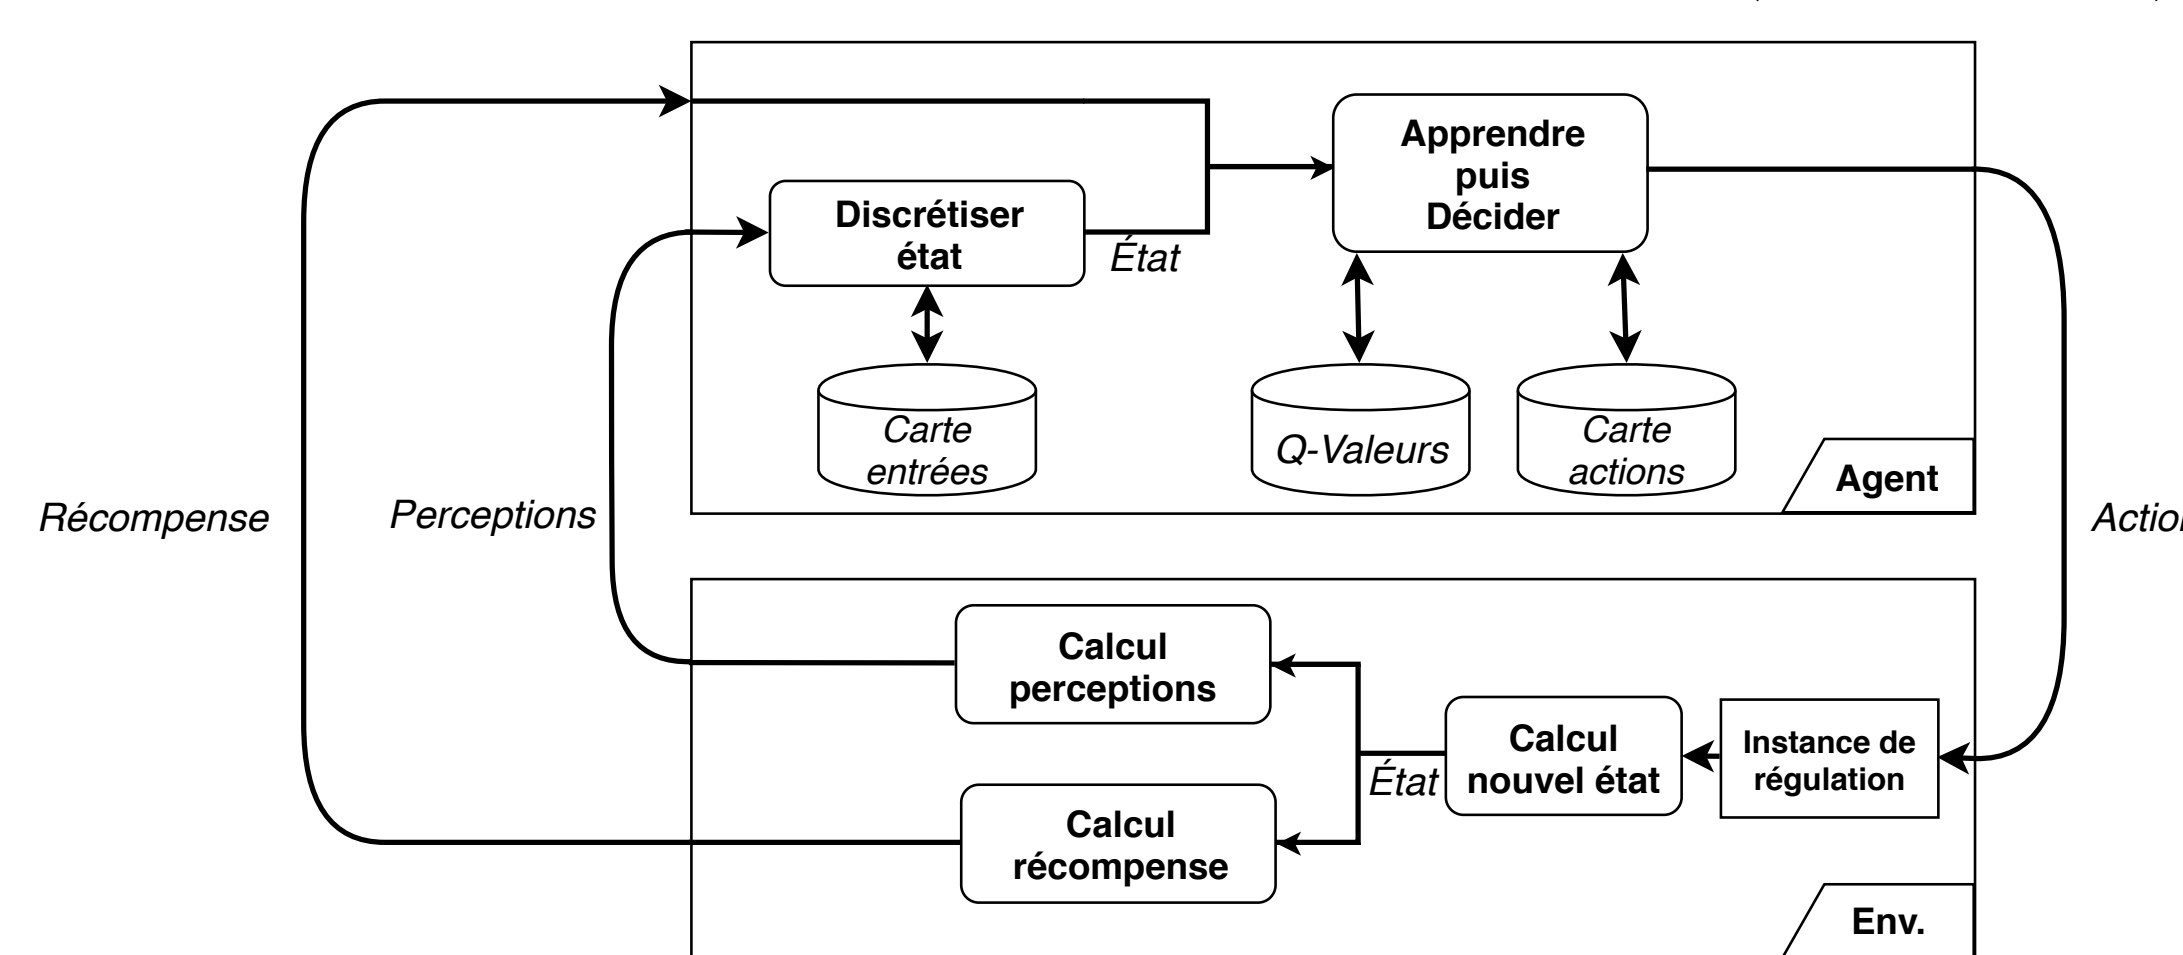 Apprendre
puis
Décider
Discrétiser
état
État
Carte
entrées
Q-Valeurs
Carte
actions
Agent
Récompense
Perceptions
Calcul
perceptions
Calcul
nouvel état
Instance de
régulation
État
Calcul
récompense
Env.